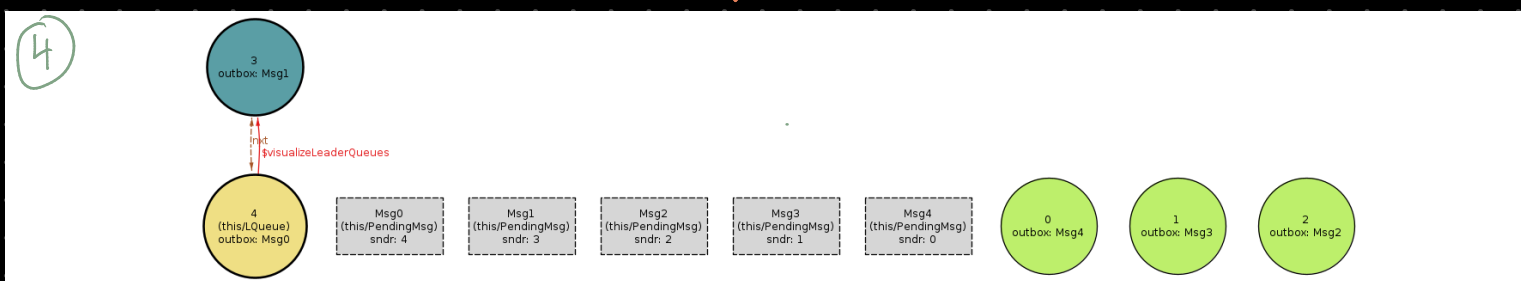 4
3
outbox: Msg1
nxt
$visualizeLeaderQueues
4
(this/LQueue)
outbox: Msg0
Msg0
(this/PendingMsg)
sndr: 4
Msg1
(this/PendingMsg)
sndr: 3
Msg2
(this/PendingMsg)
sndr: 2
Msg3
(this/PendingMsg)
sndr: 1
Msg4
(this/PendingMsg)
sndr: 0
0
outbox: Msg4
1
outbox: Msg3
2
outbox: Msg2